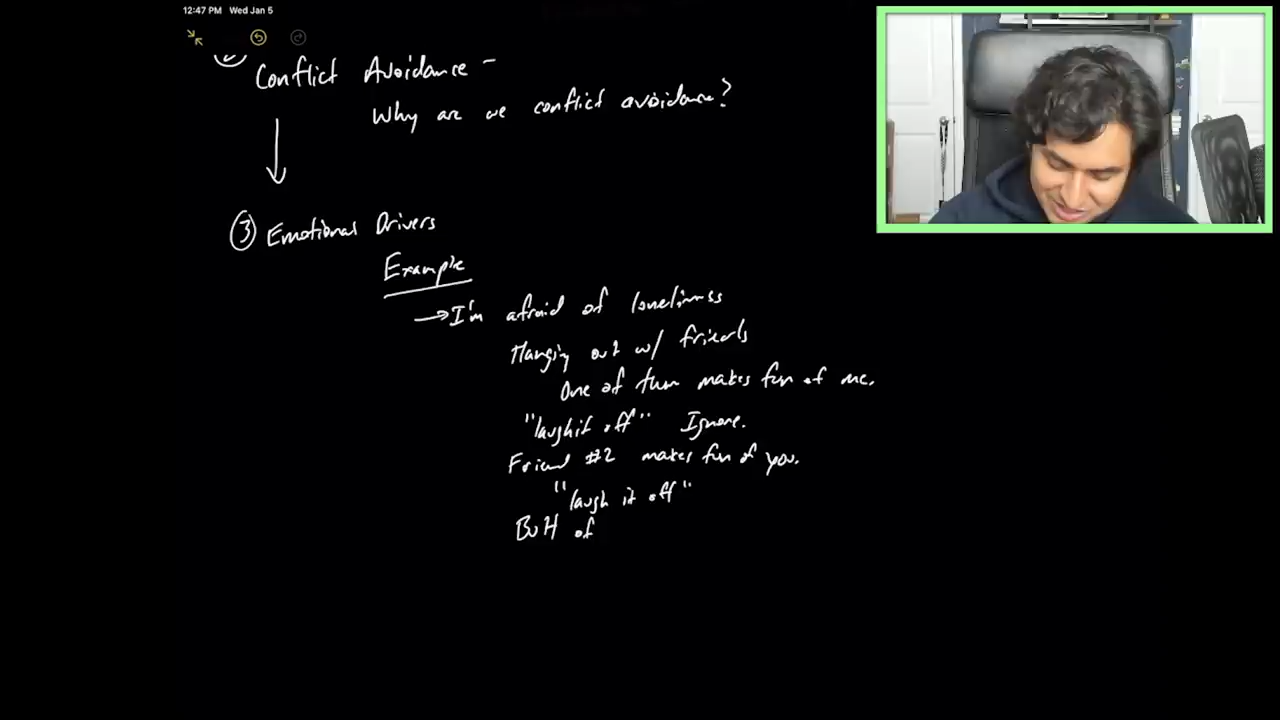 12:47 PM Wed Jan 5
Conflict Avoidance -
Why are we conflict avoidance?
3 Emotional Drivers
Example
→ I'm afraid of loneliness
Hanging out w/ friends
One of them makes fun of me.
"laugh it off" Ignore.
Friend #2 makes fun of you.
"laugh it off"
Butt of